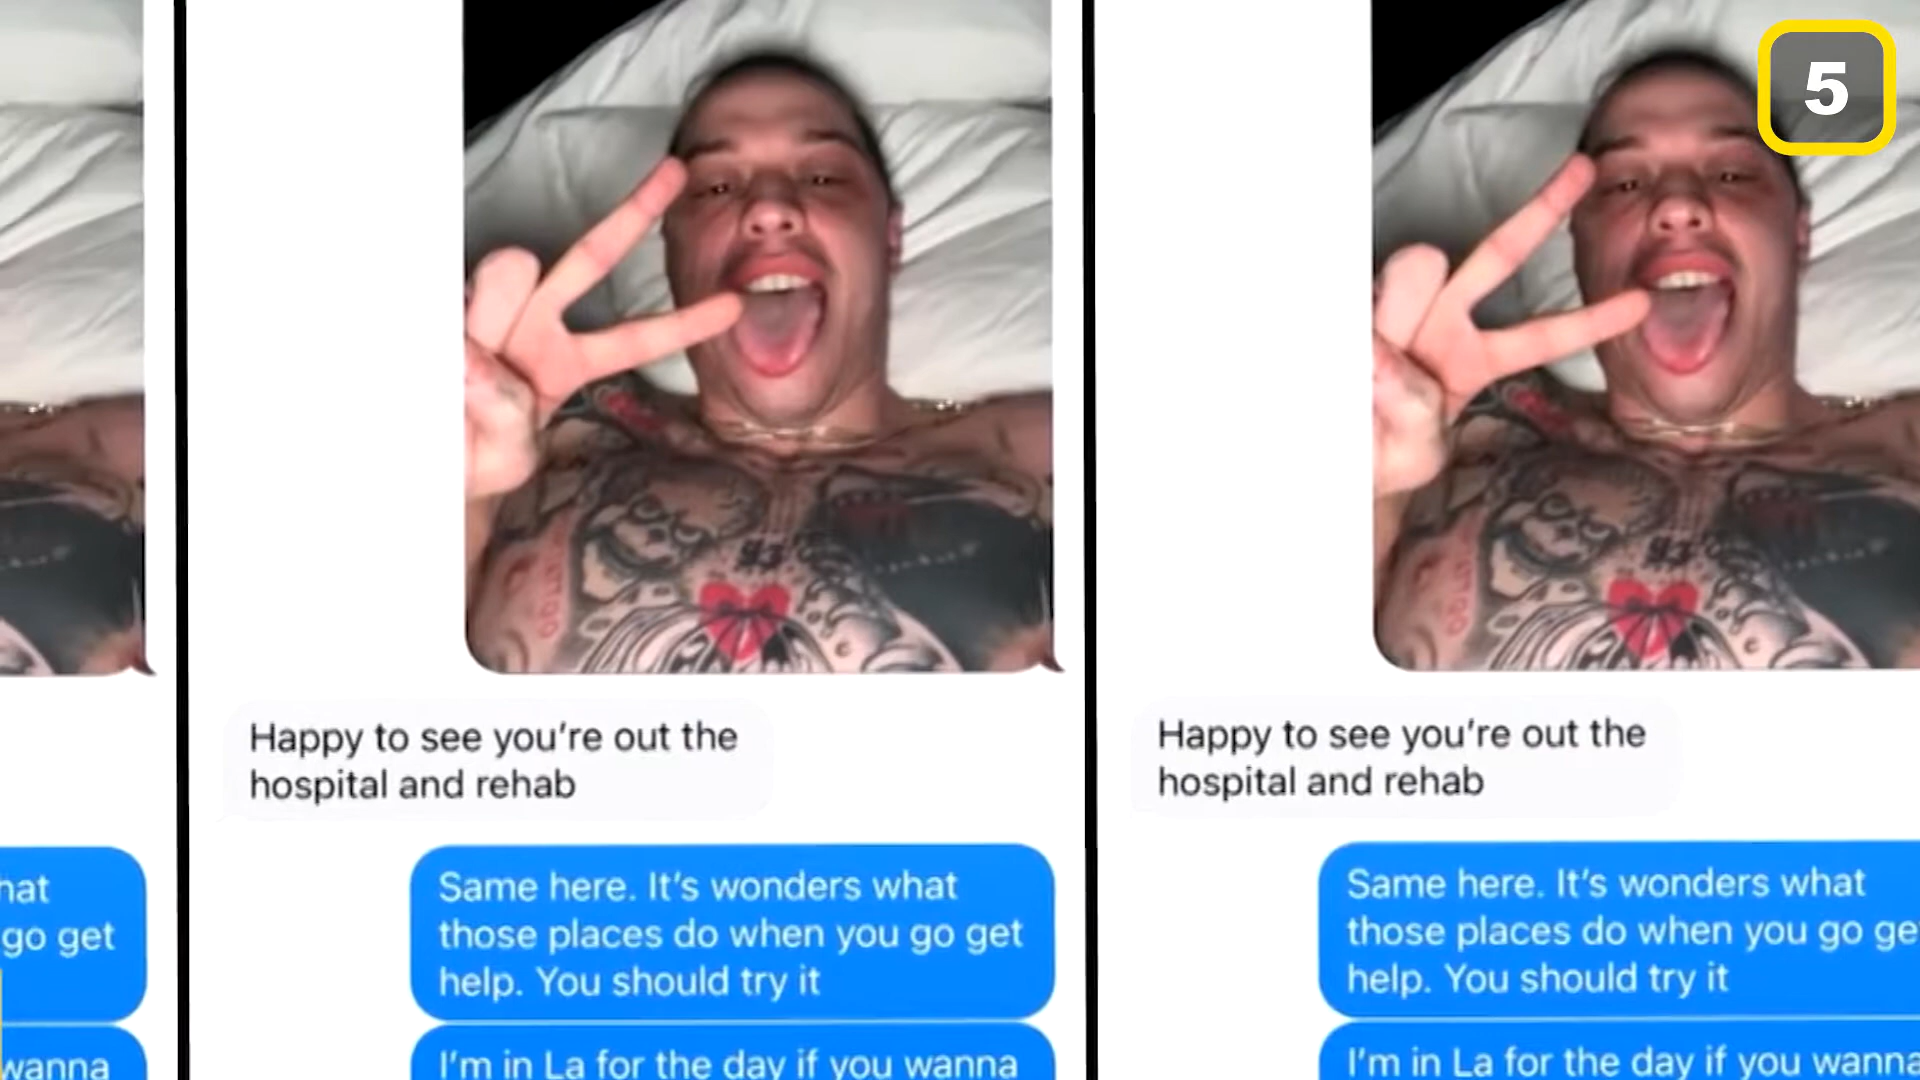 5
93
Happy to see you're out the
hospital and rehab
Same here. It's wonders what
those places do when you go get
help. You should try it
I'm in La for the day if you wanna
Happy to see you're out the
hospital and rehab
Same here. It's wonders what
those places do when you go get
help. You should try it
I'm in La for the day if you wanna
hat
go get
wanna